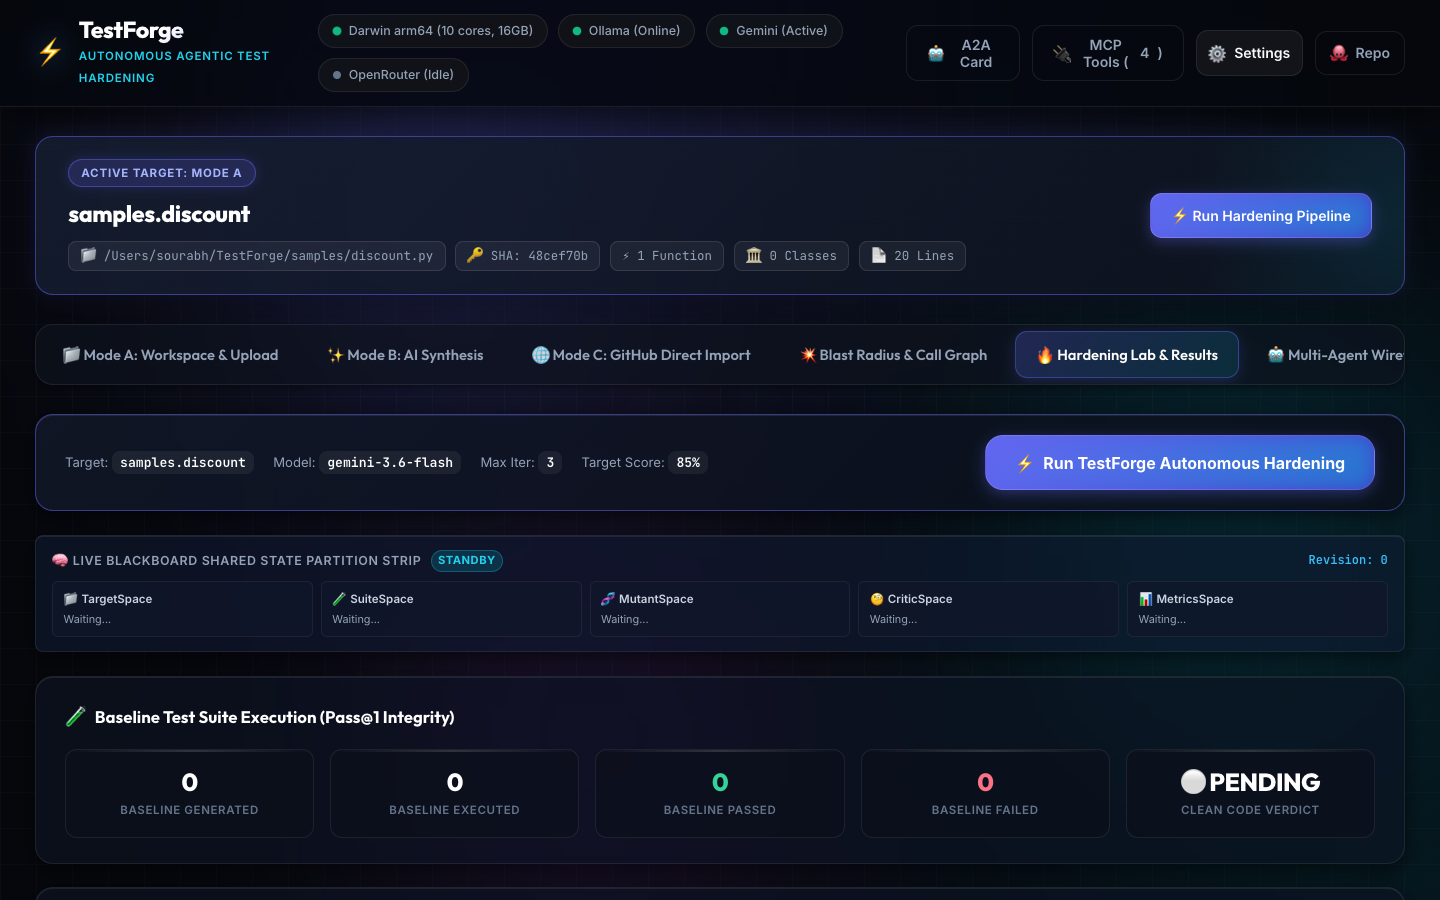 TestForge
AUTONOMOUS AGENTIC TEST
HARDENING
Darwin arm64 (10 cores, 16GB)
Ollama (Online)
Gemini (Active)
OpenRouter (Idle)
A2A
Card
MCP
Tools ( 4 )
Settings
Repo
ACTIVE TARGET: MODE A
samples.discount
/Users/sourabh/TestForge/samples/discount.py
SHA: 48cef70b
⚡ 1 Function
0 Classes
20 Lines
Run Hardening Pipeline
Mode A: Workspace & Upload
Mode B: AI Synthesis
Mode C: GitHub Direct Import
Blast Radius & Call Graph
Hardening Lab & Results
Multi-Agent Wire
Target: samples.discount
Model: gemini-3.6-flash
Max Iter: 3
Target Score: 85%
Run TestForge Autonomous Hardening
LIVE BLACKBOARD SHARED STATE PARTITION STRIP
STANDBY
Revision: 0
TargetSpace
Waiting...
SuiteSpace
Waiting...
MutantSpace
Waiting...
CriticSpace
Waiting...
MetricsSpace
Waiting...
Baseline Test Suite Execution (Pass@1 Integrity)
0
BASELINE GENERATED
0
BASELINE EXECUTED
0
BASELINE PASSED
0
BASELINE FAILED
PENDING
CLEAN CODE VERDICT